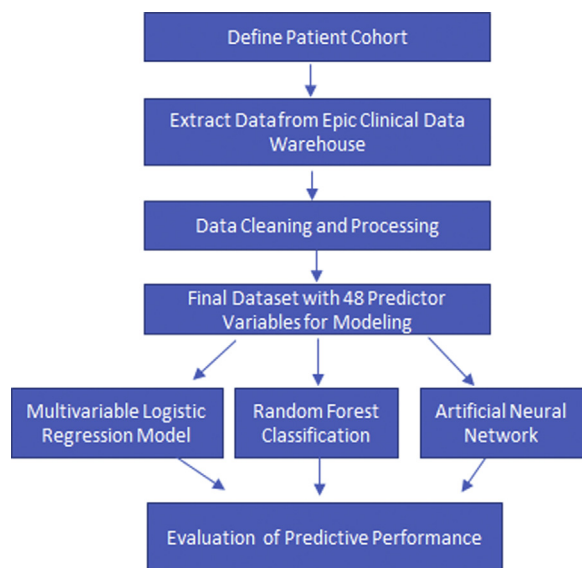 Define Patient Cohort
Extract Data from Epic Clinical Data
Warehouse
Data Cleaning and Processing
Final Dataset with 48 Predictor
Variables for Modeling
Multivariable Logistic
Regression Model
Random Forest
Classification
Artificial Neural
Network
Evaluation of Predictive Performance